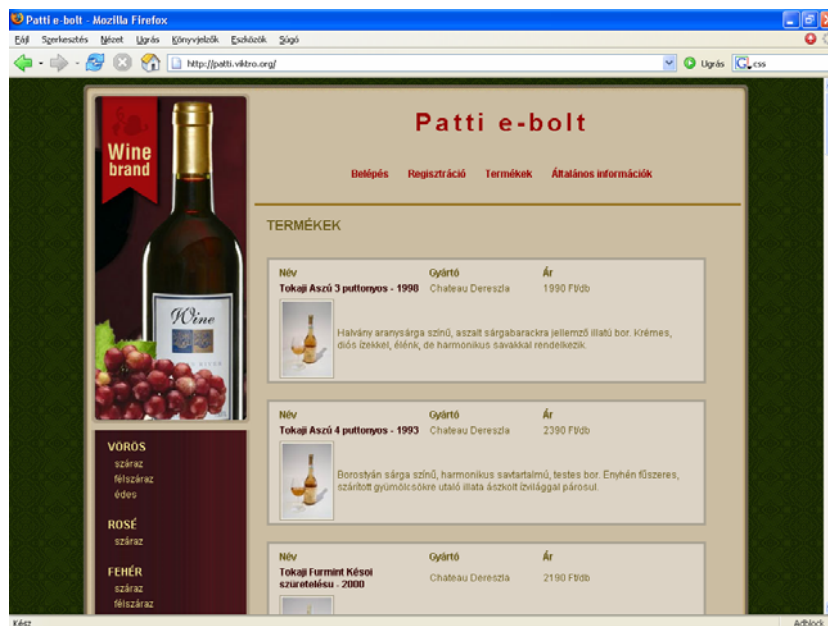 Patti e-bolt - Mozilla Firefox
Fájl Szerkesztés Nézet Ugrás Könyvjelzők Eszközök Súgó
http://patti.viktro.org/ Ugrás css
Wine
brand
Patti e-bolt
Belépés Regisztráció Termékek Általános információk
TERMÉKEK
Név Gyártó Ár
Tokaji Aszú 3 puttonyos - 1998 Chateau Dereszla 1990 Ft/db
Halvány aranysárga színű, aszalt sárgabarackra jellemző illatú bor. Krémes,
diós ízekkel, élénk, de harmonikus savakkal rendelkezik.
Név Gyártó Ár
Tokaji Aszú 4 puttonyos - 1993 Chateau Dereszla 2390 Ft/db
Borostyán sárga színű, harmonikus savtartalmú, testes bor. Enyhén fűszeres,
szárított gyümölcsökre utaló illata ászkolt ízvilággal párosul.
Név Gyártó Ár
Tokaji Furmint Késoi
szüretelésu - 2000 Chateau Dereszla 2190 Ft/db
Wine
VÖRÖS
száraz
félszáraz
édes
ROSÉ
száraz
FEHÉR
száraz
félszáraz
Kész Adblock